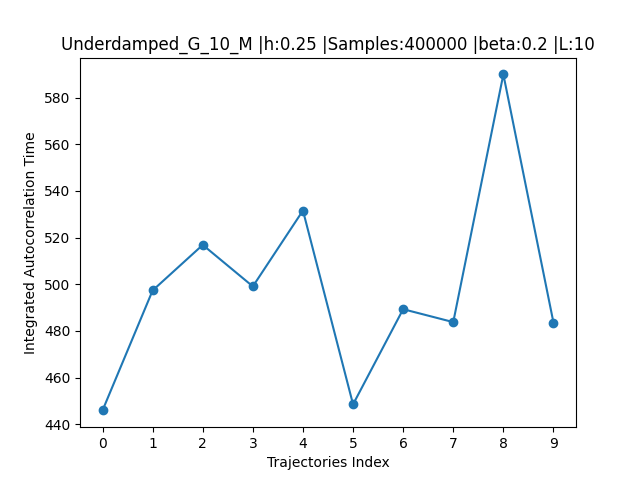 Underdamped_G_10_M |h:0.25 |Samples:400000 |beta:0.2 |L:10
Integrated Autocorrelation Time
580
560
540
520
500
480
460
440
0 1 2 3 4 5 6 7 8 9
Trajectories Index